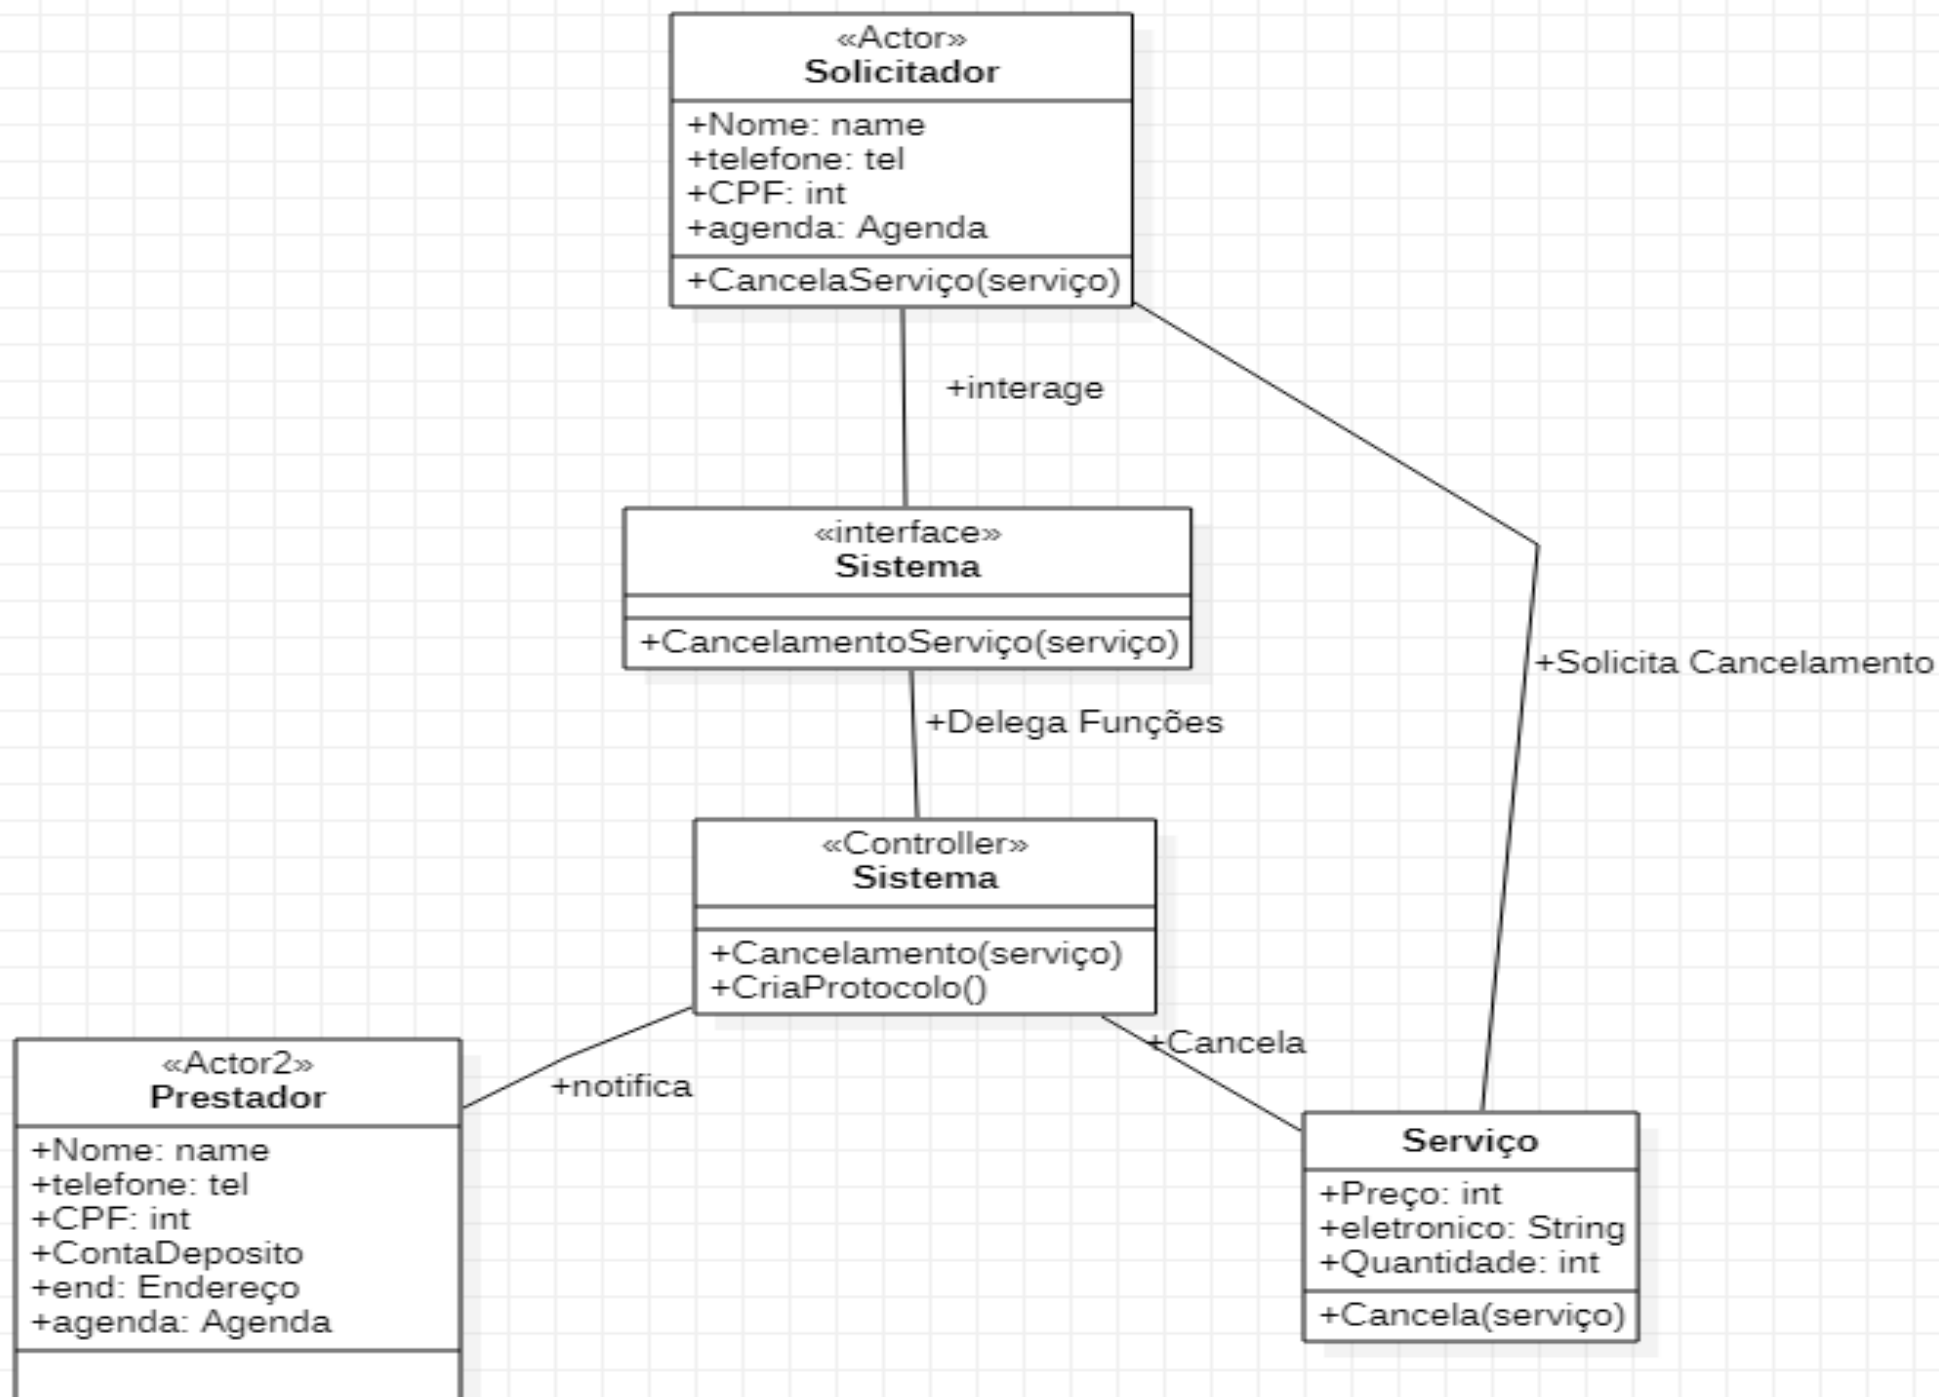 «Actor»
Solicitador
+Nome: name
+telefone: tel
+CPF: int
+agenda: Agenda
+CancelaServiço(serviço)
+interage
«interface»
Sistema
+CancelamentoServiço(serviço)
+Solicita Cancelamento
+Delega Funções
«Controller»
Sistema
+Cancelamento(serviço)
+CriaProtocolo()
+Cancela
+notifica
«Actor2»
Prestador
+Nome: name
+telefone: tel
+CPF: int
+ContaDeposito
+end: Endereço
+agenda: Agenda
Serviço
+Preço: int
+eletronico: String
+Quantidade: int
+Cancela(serviço)